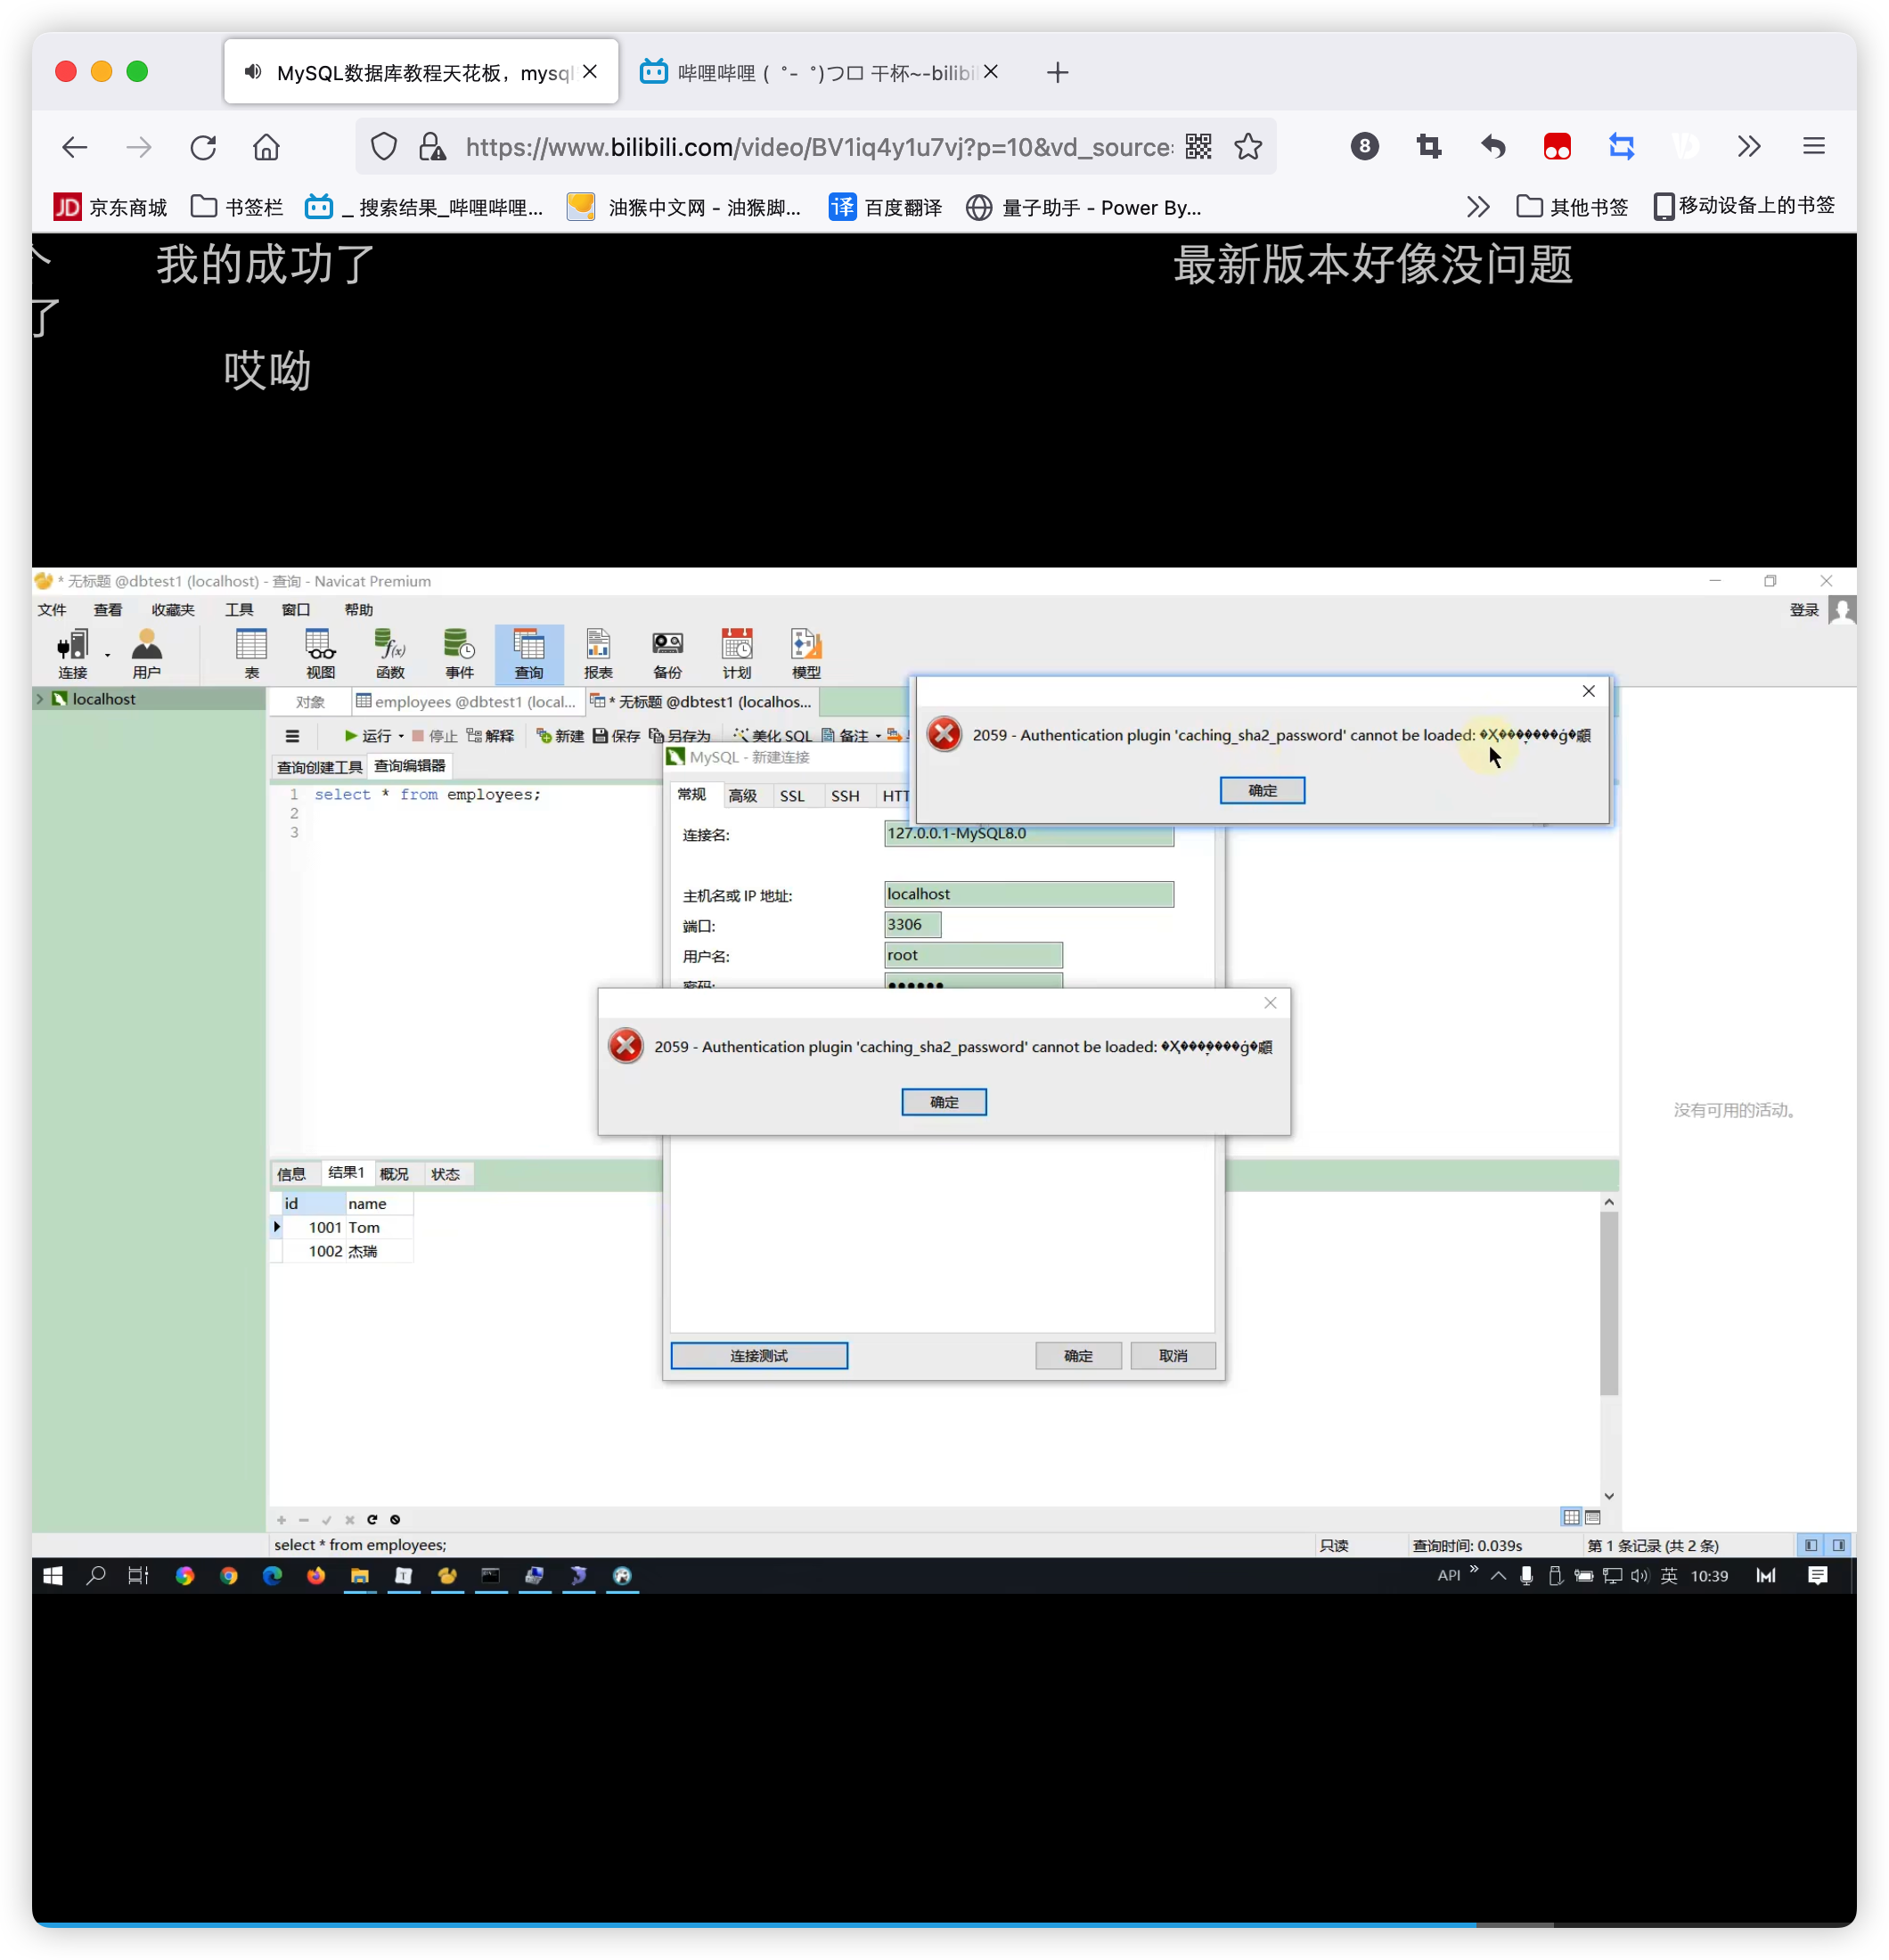 MySQL数据库教程天花板，mysql
哔哩哔哩 ( ゜- ゜)つロ 干杯~-bilibi
https://www.bilibili.com/video/BV1iq4y1u7vj?p=10&vd_source:
8
JD 京东商城
书签栏
_ 搜索结果_哔哩哔哩...
油猴中文网 - 油猴脚...
译 百度翻译
量子助手 - Power By...
其他书签
移动设备上的书签
我的成功了
最新版本好像没问题
了
哎呦
* 无标题 @dbtest1 (localhost) - 查询 - Navicat Premium
文件 查看 收藏夹 工具 窗口 帮助
登录
连接 用户 表 视图 函数 事件 查询 报表 备份 计划 模型
localhost
对象
employees @dbtest1 (local...
* 无标题 @dbtest1 (localhos...
运行 停止 解释 新建 保存 另存为 美化 SQL 备注
查询创建工具 查询编辑器
1 select * from employees;
2
3
2059 - Authentication plugin 'caching_sha2_password' cannot be loaded:
确定
MySQL - 新建连接
常规 高级 SSL SSH HTT
连接名: 127.0.0.1-MySQL8.0
主机名或 IP 地址: localhost
端口: 3306
用户名: root
密码: ●●●●●●
2059 - Authentication plugin 'caching_sha2_password' cannot be loaded:
确定
没有可用的活动。
信息 结果1 概况 状态
id name
1001 Tom
1002 杰瑞
连接测试 确定 取消
select * from employees;
只读
查询时间: 0.039s
第 1 条记录 (共 2 条)
API
英
10:39